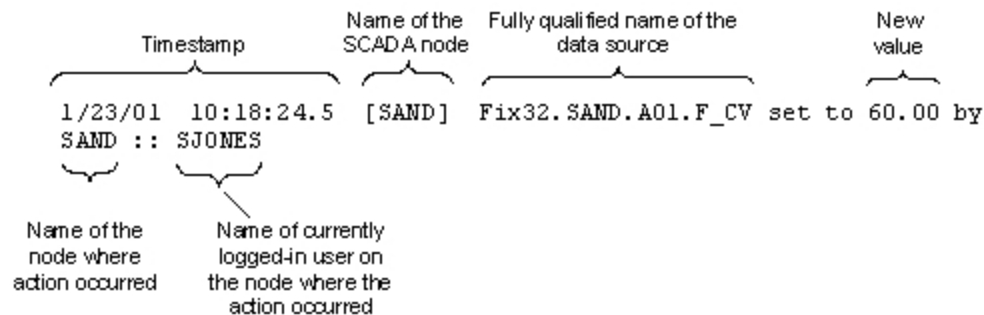 Timestamp
Name of the
SCADA node
Fully qualified name of the
data source
New
value
1/23/01 10:18:24.5 [SAND] Fix32.SAND.A01.F_CV set to 60.00 by
SAND :: SJONES
Name of the
node where
action occurred
Name of currently
logged-in user on
the node where the
action occurred